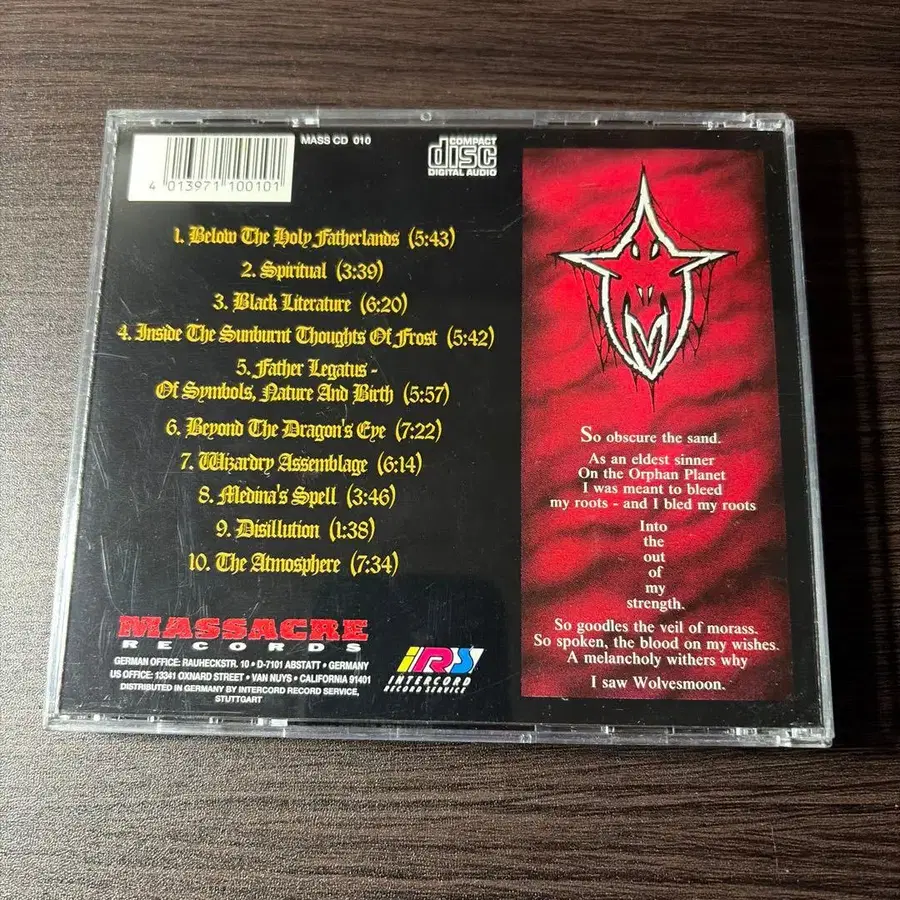 MASS CD 010
COMPACT
disc
DIGITAL AUDIO
4 013971 100101
1. Below The Holy Fatherlands (5:43)
2. Spiritual (3:39)
3. Black Literature (6:20)
4. Inside The Sunburnt Thoughts Of Frost (5:42)
5. Father Legatus -
Of Symbols, Nature And Birth (5:57)
6. Beyond The Dragon's Eye (7:22)
7. Wizardry Assemblage (6:14)
8. Medina's Spell (3:46)
9. Disillution (1:38)
10. The Atmosphere (7:34)
MASSACRE
RECORDS
GERMAN OFFICE: RAUHECKSTR. 10 • D-7101 ABSTATT • GERMANY
US OFFICE: 13341 OXNARD STREET • VAN NUYS • CALIFORNIA 91401
DISTRIBUTED IN GERMANY BY INTERCORD RECORD SERVICE,
STUTTGART
IRS
INTERCORD
RECORD SERVICE
So obscure the sand.
As an eldest sinner
On the Orphan Planet
I was meant to bleed
my roots - and I bled my roots
Into
the
out
of
my
strength.
So goodles the veil of morass.
So spoken, the blood on my wishes.
A melancholy withers why
I saw Wolvesmoon.